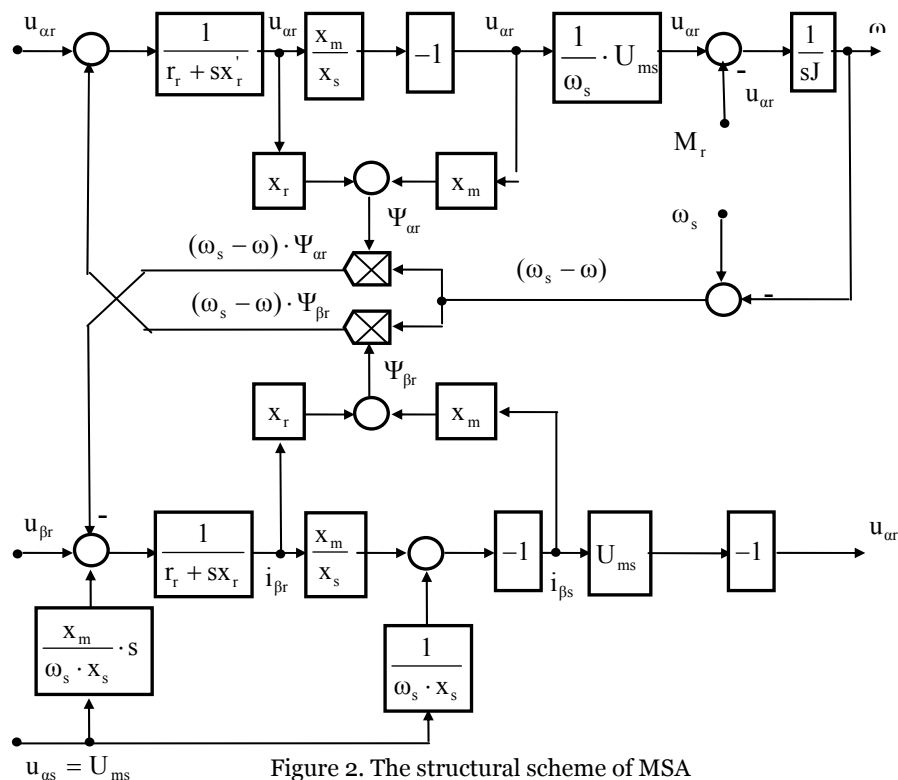 u_αr
1 / (r_r + sx'_r)
u_αr
x_m / x_s
-1
u_αr
1/ω_s · U_ms
u_αr
-
u_αr
1 / sJ
ω
M_r
x_r
x_m
Ψ_αr
ω_s
(ω_s − ω) · Ψ_αr
(ω_s − ω)
-
(ω_s − ω) · Ψ_βr
Ψ_βr
x_r
x_m
-
u_βr
1 / (r_r + sx_r)
i_βr
x_m / x_s
-1
i_βs
U_ms
-1
u_αr
x_m / (ω_s · x_s) · s
1 / (ω_s · x_s)
u_αs = U_ms
Figure 2. The structural scheme of MSA